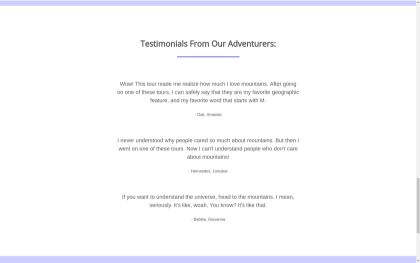 Testimonials From Our Adventurers:
Wow! This tour made me realize how much I love mountains. After going
on one of these tours, I can safely say that they are my favorite geographic
feature, and my favorite word that starts with M.
- Oak, Amanda
I never understood why people cared so much about mountains. But then I
went on one of these tours. Now I can't understand people who don't care
about mountains!
- Hernandez,
If you want to understand the universe, head to the mountains. I mean,
seriously. It's like, woah. You know? It's like that.
- Giovanna